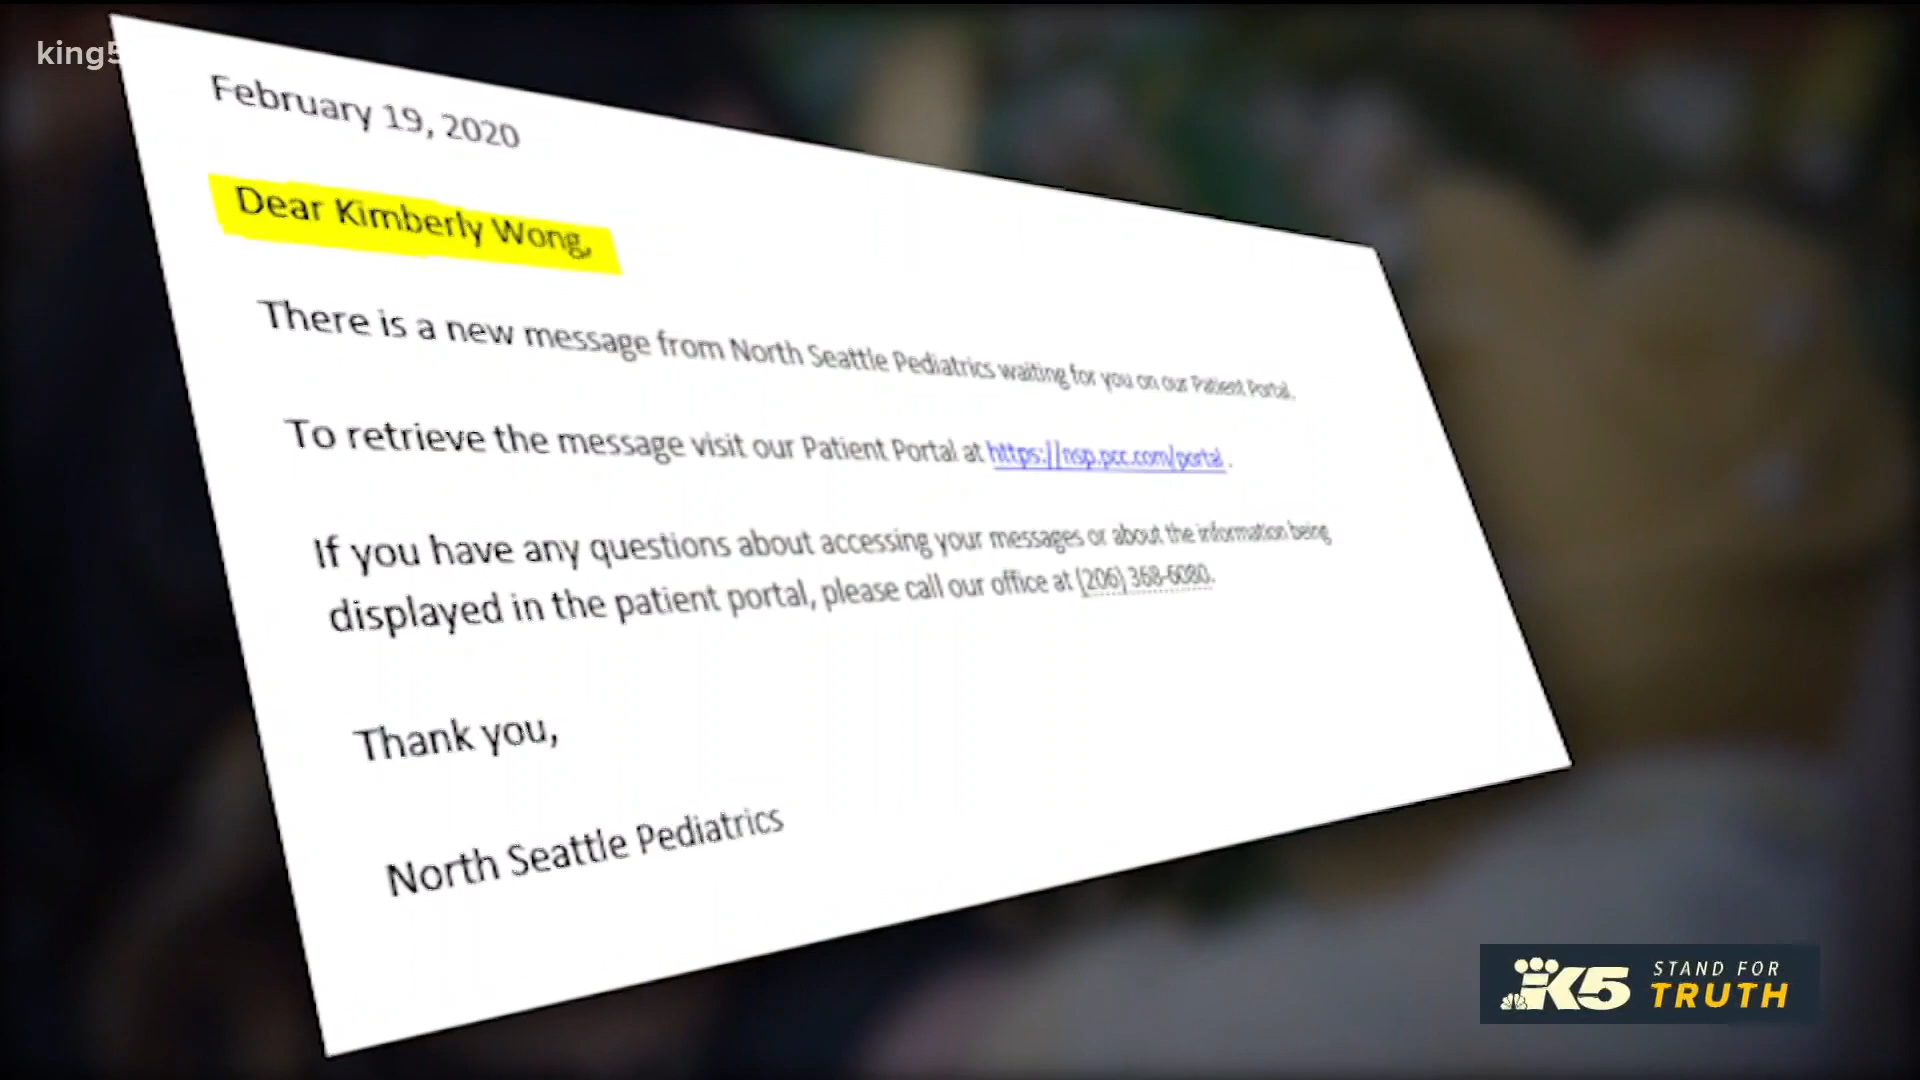 king5
February 19, 2020
Dear Kimberly Wong,
There is a new message from North Seattle Pediatrics waiting for you on our Patient Portal.
To retrieve the message visit our Patient Portal at https://nsp.pcc.com/portal .
If you have any questions about accessing your messages or about the information being
displayed in the patient portal, please call our office at (206) 368-6080.
Thank you,
North Seattle Pediatrics
K5 STAND FOR
TRUTH